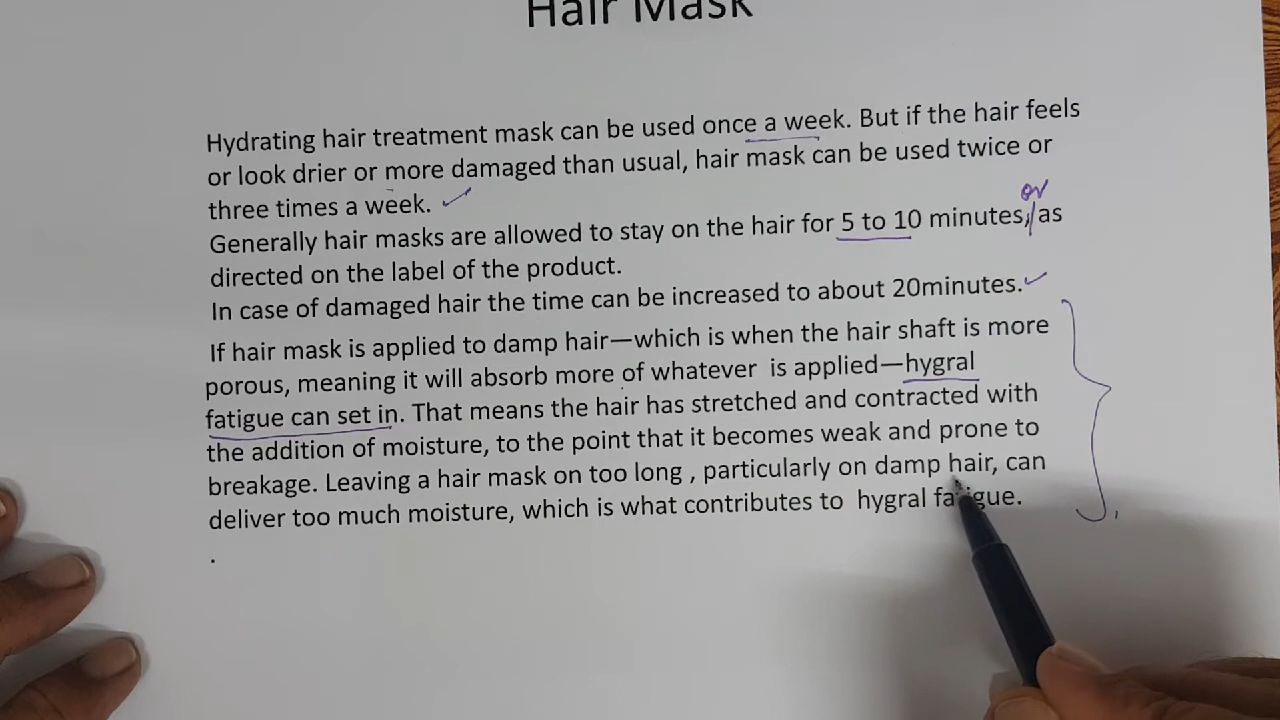 Hair Mask
Hydrating hair treatment mask can be used once a week. But if the hair feels
or look drier or more damaged than usual, hair mask can be used twice or
three times a week.
or
Generally hair masks are allowed to stay on the hair for 5 to 10 minutes, as
directed on the label of the product.
In case of damaged hair the time can be increased to about 20minutes.
If hair mask is applied to damp hair—which is when the hair shaft is more
porous, meaning it will absorb more of whatever is applied—hygral
fatigue can set in. That means the hair has stretched and contracted with
the addition of moisture, to the point that it becomes weak and prone to
breakage. Leaving a hair mask on too long , particularly on damp hair, can
deliver too much moisture, which is what contributes to hygral fatigue.
.